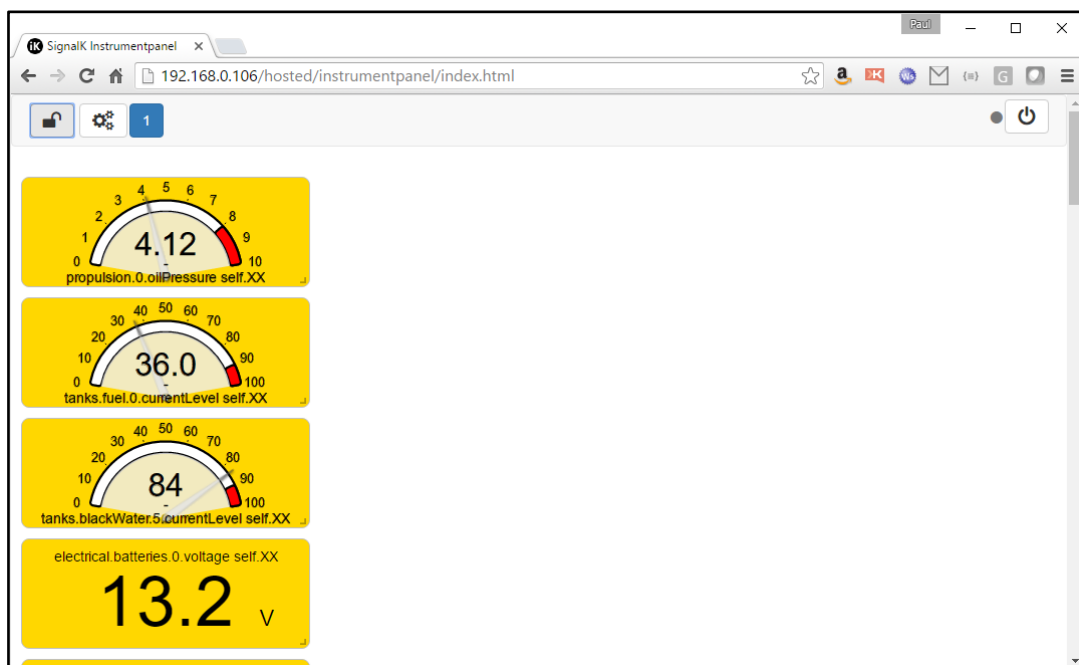 Paul
SignalK Instrumentpanel
192.168.0.106/hosted/instrumentpanel/index.html
1
0 1 2 3 4 5 6 7 8 9 10
4.12
-
propulsion.0.oilPressure self.XX
0 10 20 30 40 50 60 70 80 90 100
36.0
-
tanks.fuel.0.currentLevel self.XX
0 10 20 30 40 50 60 70 80 90 100
84
-
tanks.blackWater.5.currentLevel self.XX
electrical.batteries.0.voltage self.XX
13.2 V